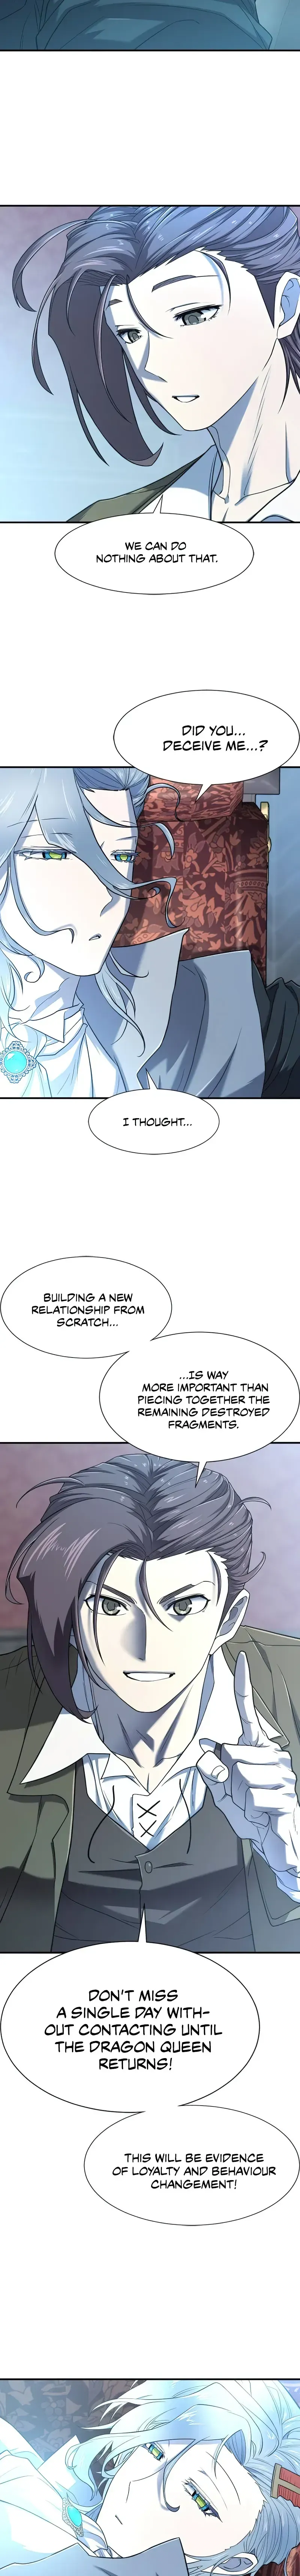 WE CAN DO
NOTHING ABOUT THAT.
DID YOU...
DECEIVE ME...?
I THOUGHT...
BUILDING A NEW
RELATIONSHIP FROM
SCRATCH...
...IS WAY
MORE IMPORTANT THAN
PIECING TOGETHER THE
REMAINING DESTROYED
FRAGMENTS.
DON'T MISS
A SINGLE DAY WITH-
OUT CONTACTING UNTIL
THE DRAGON QUEEN
RETURNS!
THIS WILL BE EVIDENCE
OF LOYALTY AND BEHAVIOUR
CHANGEMENT!